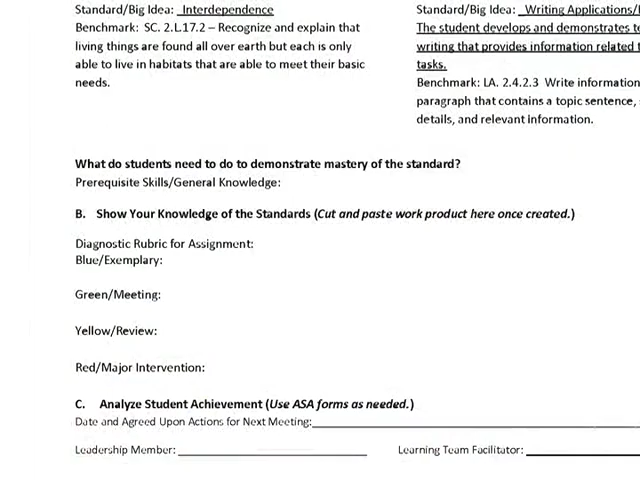 Standard/Big Idea: _Interdependence
Benchmark: SC. 2.L.17.2 – Recognize and explain that
living things are found all over earth but each is only
able to live in habitats that are able to meet their basic
needs.
Standard/Big Idea: _Writing Applications/
The student develops and demonstrates
writing that provides information related
tasks.
Benchmark: LA. 2.4.2.3 Write information
paragraph that contains a topic sentence,
details, and relevant information.
What do students need to do to demonstrate mastery of the standard?
Prerequisite Skills/General Knowledge:
B. Show Your Knowledge of the Standards (Cut and paste work product here once created.)
Diagnostic Rubric for Assignment:
Blue/Exemplary:
Green/Meeting:
Yellow/Review:
Red/Major Intervention:
C. Analyze Student Achievement (Use ASA forms as needed.)
Date and Agreed Upon Actions for Next Meeting:
Leadership Member: Learning Team Facilitator: